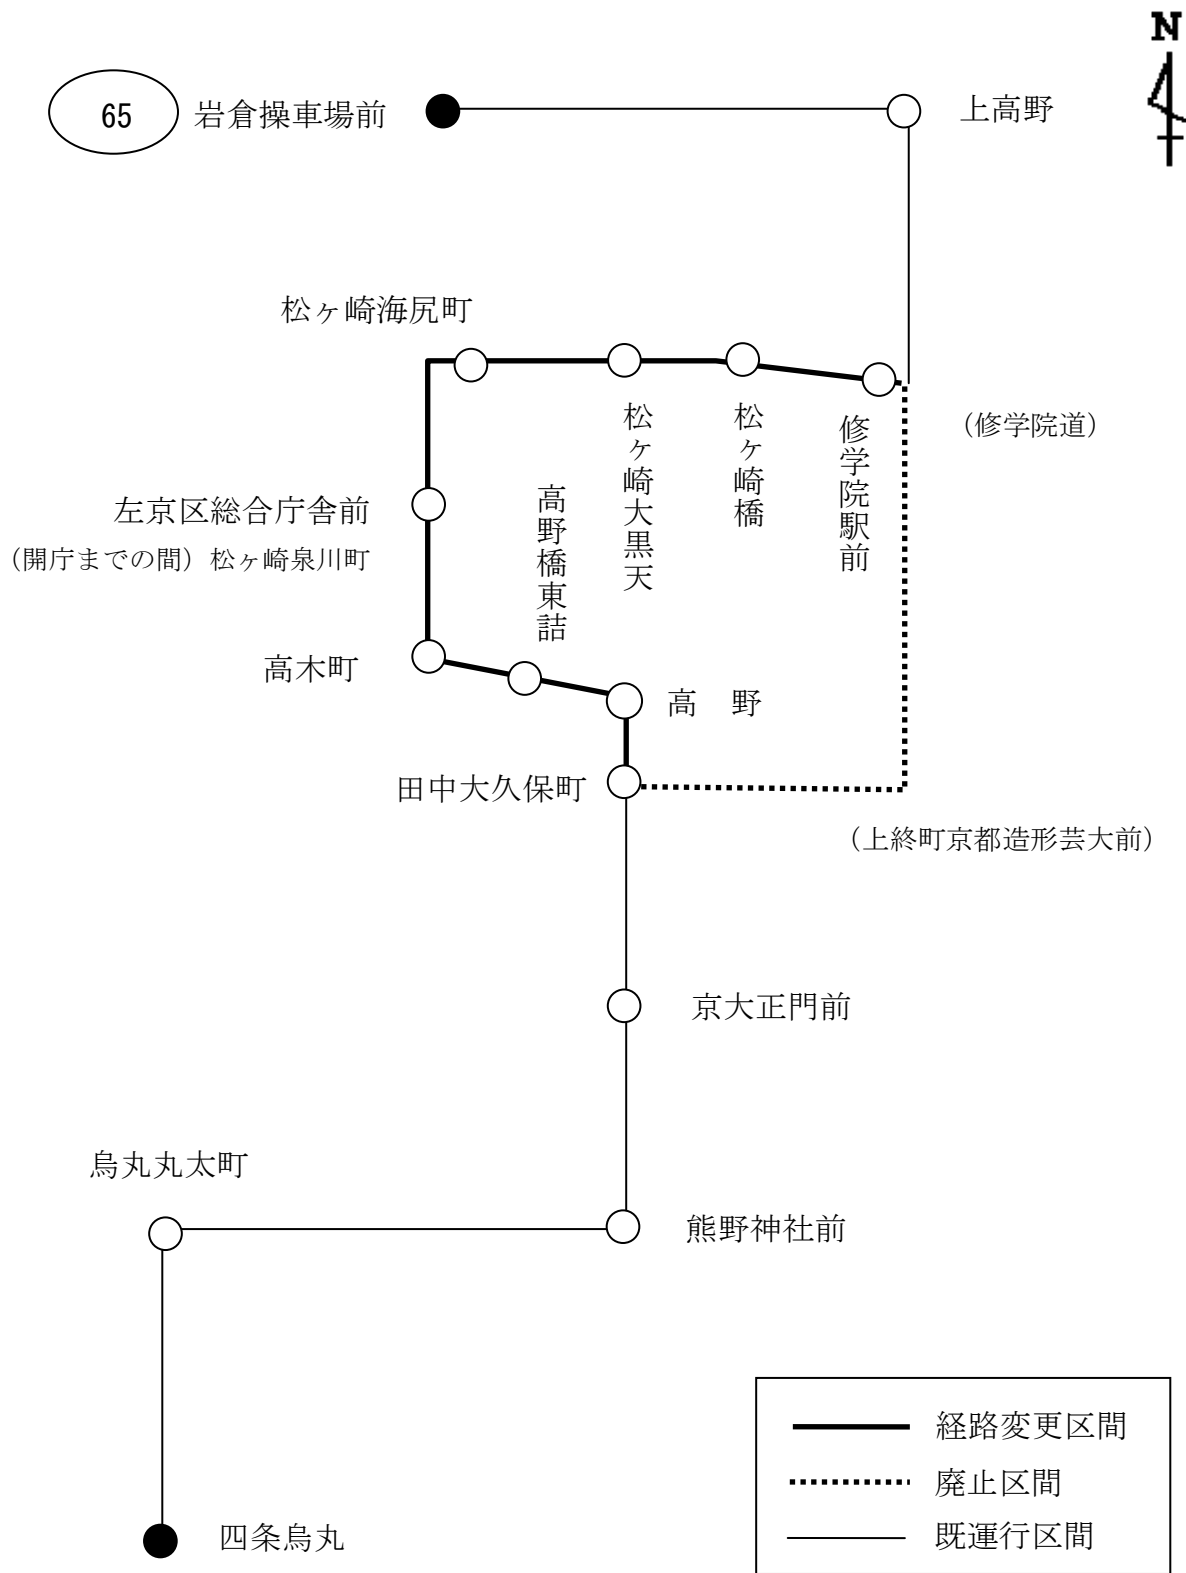 N
65
岩倉操車場前
上高野
松ヶ崎海尻町
松ヶ崎大黒天
松ヶ崎橋
修学院駅前
（修学院道）
左京区総合庁舎前
（開庁までの間）松ヶ崎泉川町
高野橋東詰
高木町
高　野
田中大久保町
（上終町京都造形芸大前）
京大正門前
烏丸丸太町
熊野神社前
四条烏丸
経路変更区間
廃止区間
既運行区間